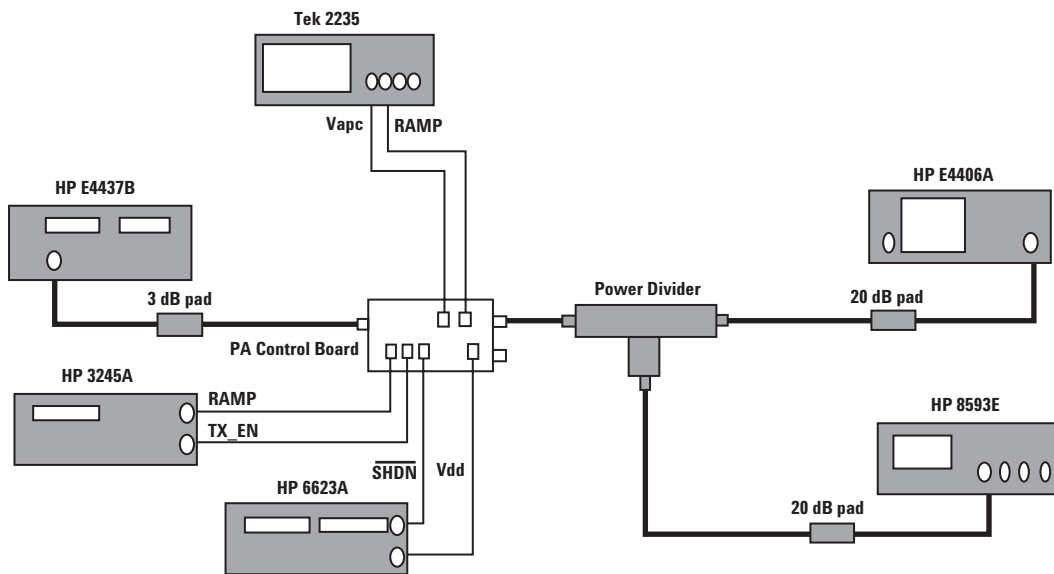 Tek 2235
Vapc
RAMP
HP E4437B
HP E4406A
3 dB pad
Power Divider
20 dB pad
PA Control Board
HP 3245A
RAMP
TX_EN
HP 8593E
SHDN
Vdd
HP 6623A
20 dB pad